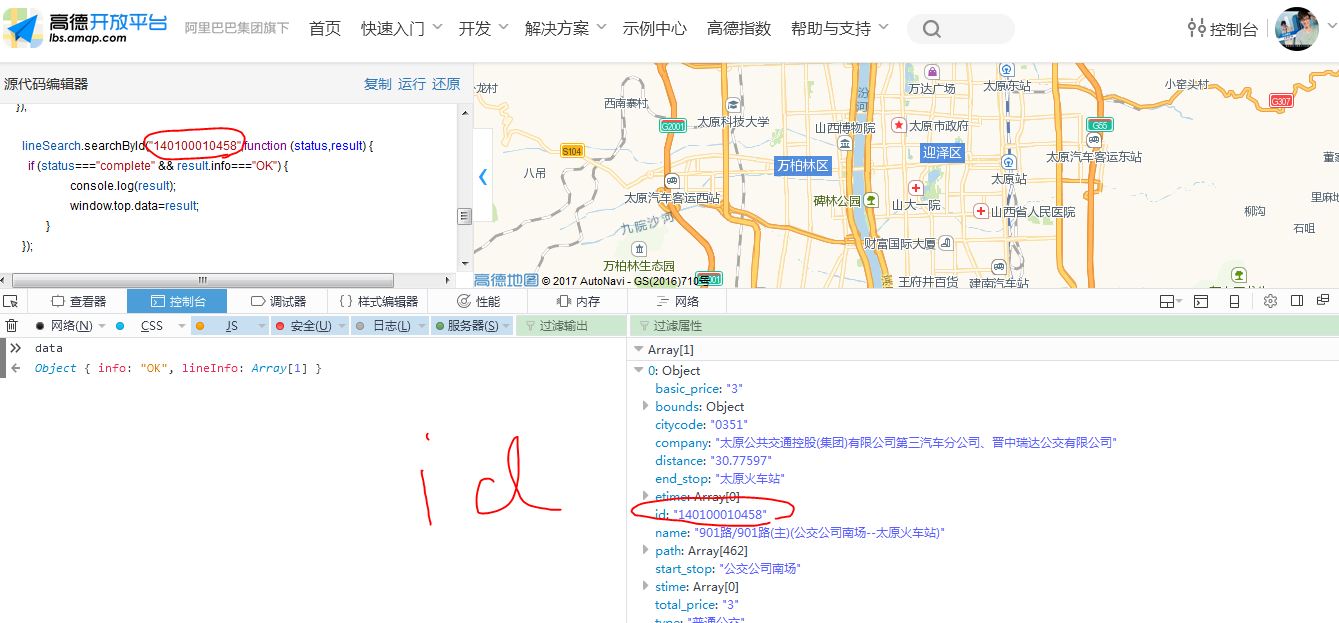 高德开放平台
lbs.amap.com
阿里巴巴集团旗下
首页 快速入门 开发 解决方案 示例中心 高德指数 帮助与支持
控制台
源代码编辑器
复制 运行 还原
});
lineSearch.searchById("140100010458",function (status,result) {
if (status==="complete" && result.info==="OK") {
console.log(result);
window.top.data=result;
}
});
龙村
西南寨村
太原科技大学
G2001
S104
八吊
太原汽车客运西站
九院沙河
万柏林生态园
山西博物院
汾河
万达广场
太原东站
小窑头村
G307
太原市政府
G55
太原汽车客运东站
万柏林区
迎泽区
太原站
碑林公园
山大一院
山西省人民医院
柳沟
里麻地
石咀
财富国际大厦
王府井百货
建南汽车站
高德地图
© 2017 AutoNavi - GS(2016)710号
查看器 控制台 调试器 样式编辑器 性能 内存 网络
网络(N) CSS JS 安全(U) 日志(L) 服务器(S) 过滤输出 过滤属性
data
Object { info: "OK", lineInfo: Array[1] }
id
Array[1]
0: Object
basic_price: "3"
bounds: Object
citycode: "0351"
company: "太原公共交通控股(集团)有限公司第三汽车分公司、晋中瑞达公交有限公司"
distance: "30.77597"
end_stop: "太原火车站"
etime: Array[0]
id: "140100010458"
name: "901路/901路(主)(公交公司南场--太原火车站)"
path: Array[462]
start_stop: "公交公司南场"
stime: Array[0]
total_price: "3"
type: "普通公交"